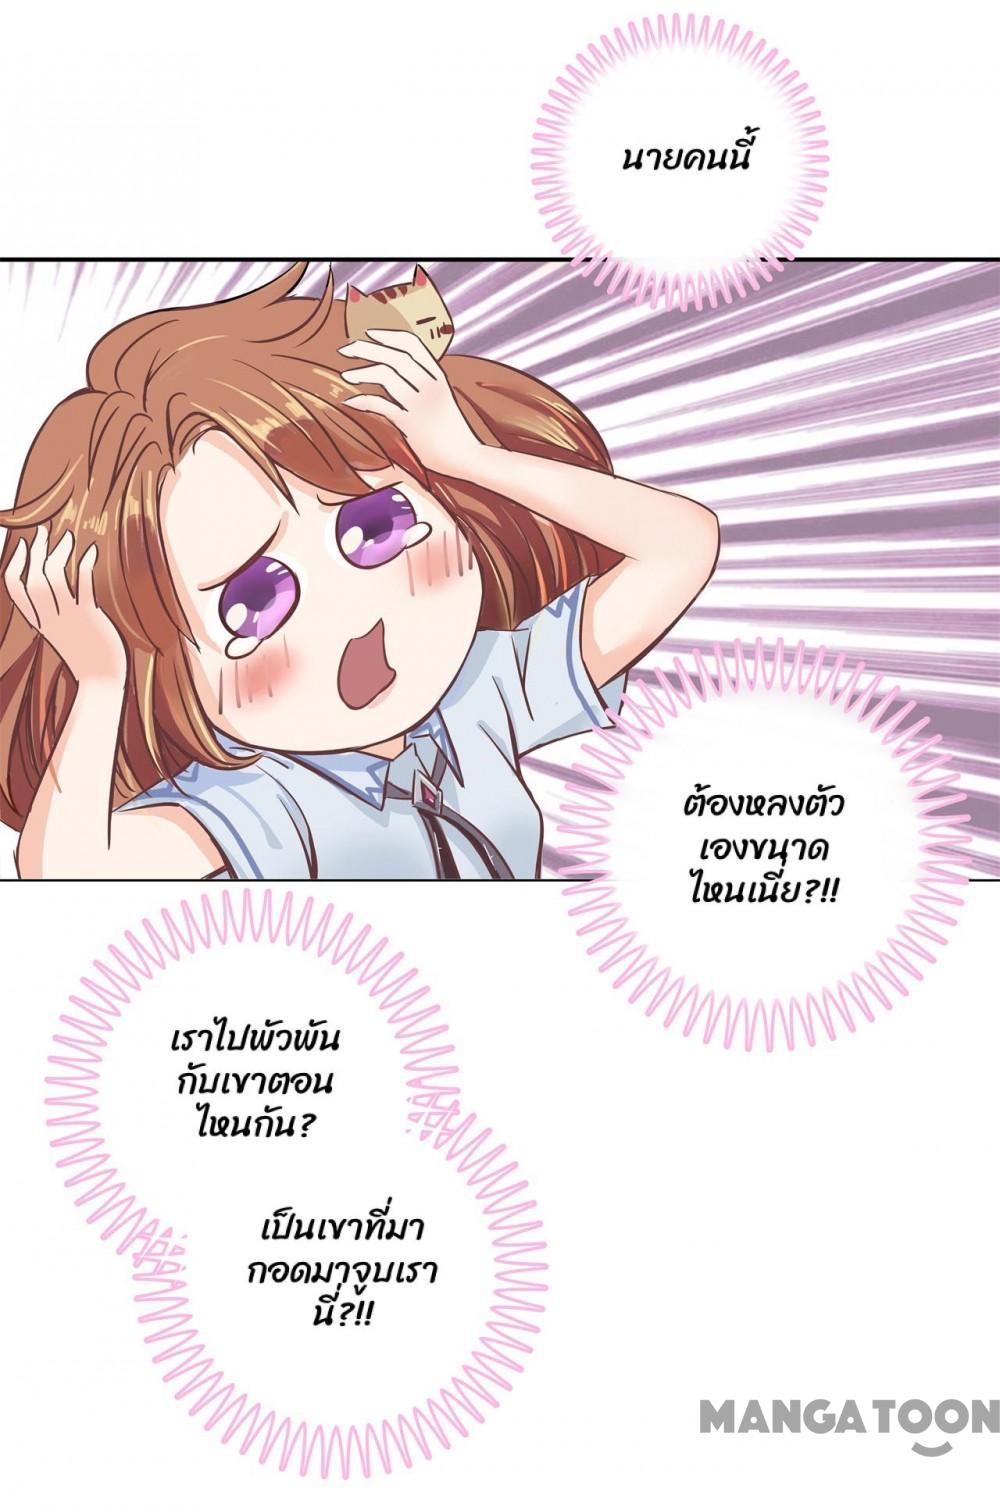 นายคนนี้
ต้องหลงตัว
เองขนาด
ไหนเนี่ย?!!
เราไปพัวพัน
กับเขาตอน
ไหนกัน?
เป็นเขาที่มา
กอดมาจูบเรา
นี่?!!
MANGATOON